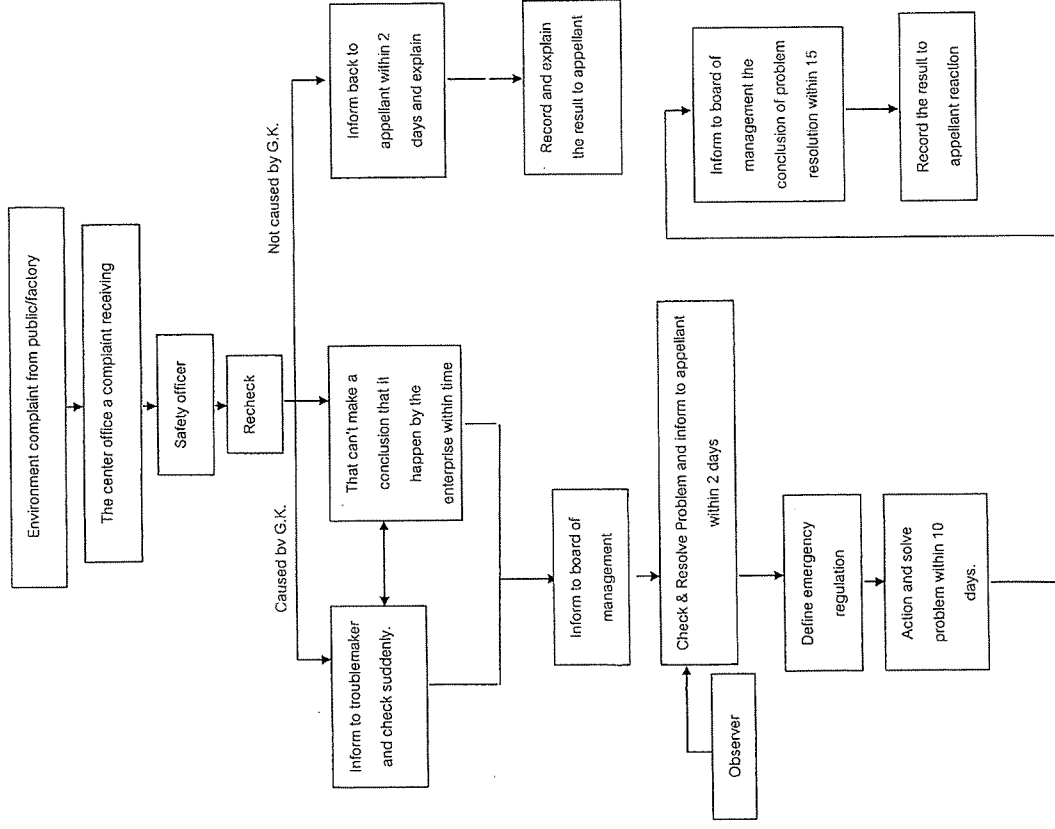 Environment complaint from public/factory
The center office a complaint receiving
Safety officer
Recheck
Caused by G.K.
Not caused by G.K.
Inform to troublemaker
and check suddenly.
That can't make a
conclusion that it
happen by the
enterprise within time
Inform back to
appellant within 2
days and explain
Record and explain
the result to appellant
Inform to board of
management
Observer
Check & Resolve Problem and inform to appellant
within 2 days
Define emergency
regulation
Action and solve
problem within 10
days.
Inform to board of
management the
conclusion of problem
resolution within 15
Record the result to
appellant reaction